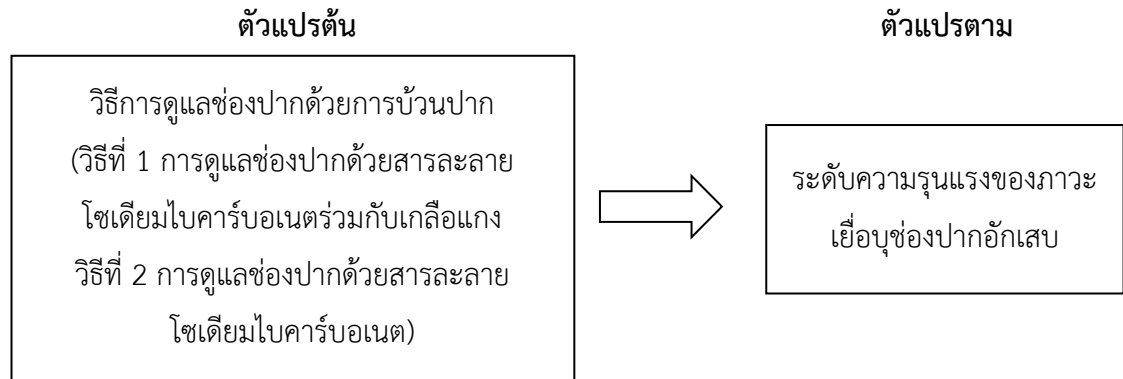 ตัวแปรต้น
ตัวแปรตาม
วิธีการดูแลช่องปากด้วยการบ้วนปาก
(วิธีที่ 1 การดูแลช่องปากด้วยสารละลาย
โซเดียมไบคาร์บอเนตร่วมกับเกลือแกง
วิธีที่ 2 การดูแลช่องปากด้วยสารละลาย
โซเดียมไบคาร์บอเนต)
ระดับความรุนแรงของภาวะ
เยื่อบุช่องปากอักเสบ